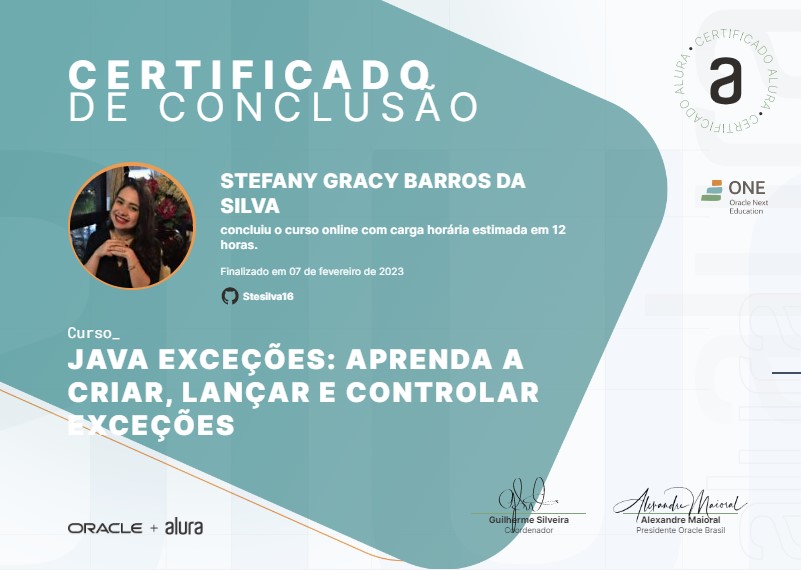 CERTIFICADO
DE CONCLUSÃO
CERTIFICADO ALURA • CERTIFICADO ALURA •
a
ONE
Oracle Next
Education
STEFANY GRACY BARROS DA
SILVA
concluiu o curso online com carga horária estimada em 12
horas.
Finalizado em 07 de fevereiro de 2023
Stesilva16
Curso_
JAVA EXCEÇÕES: APRENDA A
CRIAR, LANÇAR E CONTROLAR
EXCEÇÕES
ORACLE + alura
Guilherme Silveira
Coordenador
Alexandre Maioral
Alexandre Maioral
Presidente Oracle Brasil